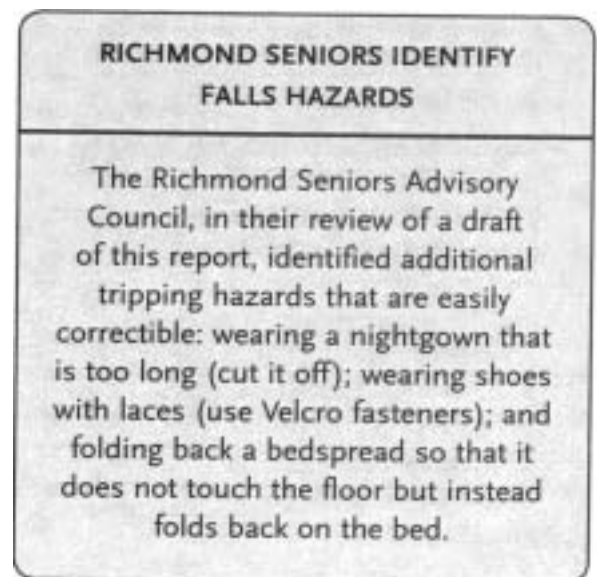 RICHMOND SENIORS IDENTIFY
FALLS HAZARDS
The Richmond Seniors Advisory
Council, in their review of a draft
of this report, identified additional
tripping hazards that are easily
correctible: wearing a nightgown that
is too long (cut it off); wearing shoes
with laces (use Velcro fasteners); and
folding back a bedspread so that it
does not touch the floor but instead
folds back on the bed.